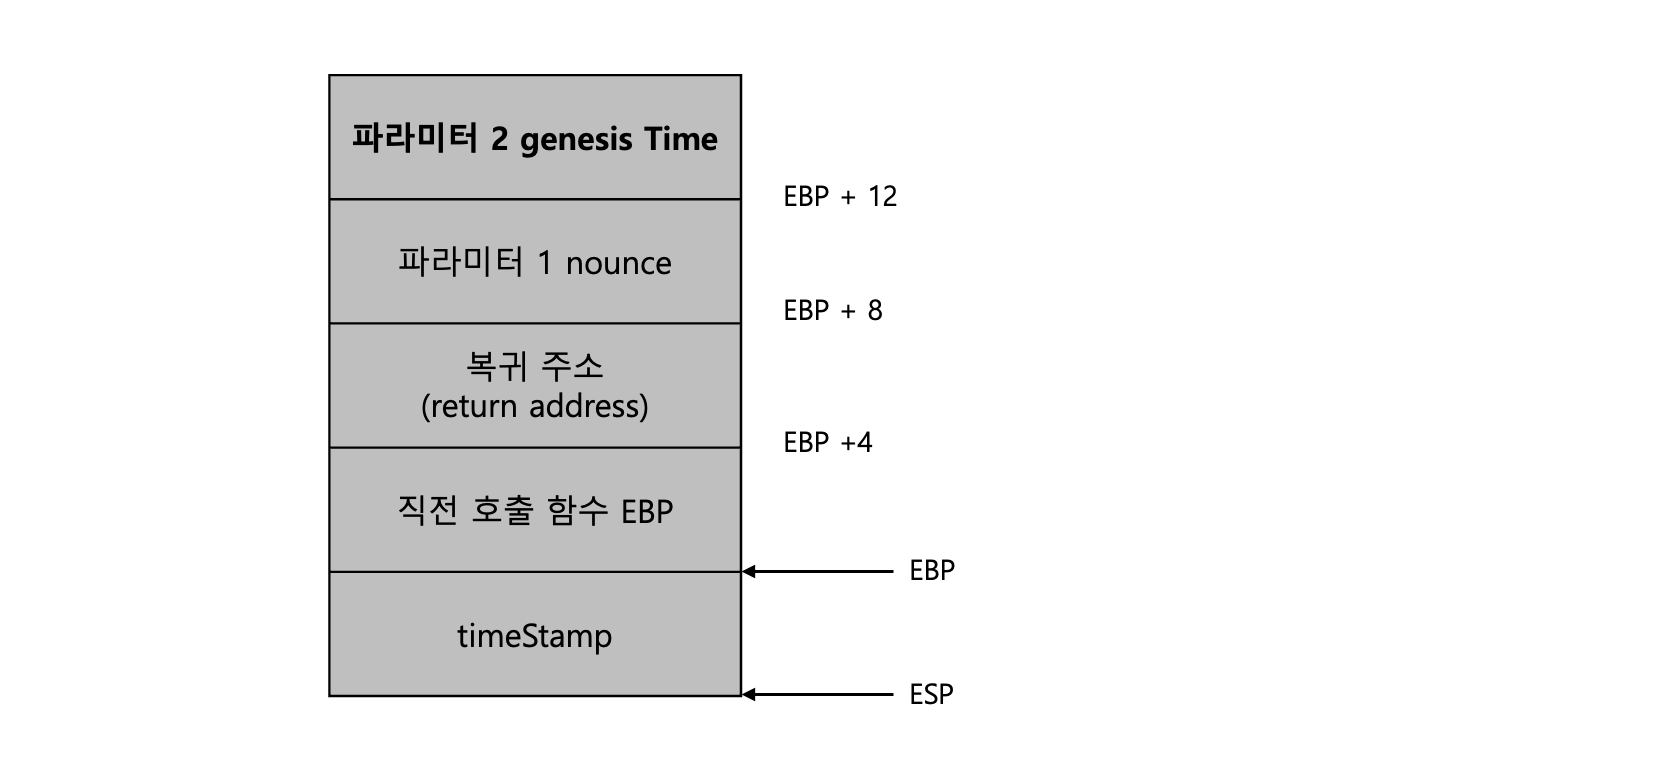 파라미터 2 genesis Time
EBP + 12
파라미터 1 nounce
EBP + 8
복귀 주소
(return address)
EBP +4
직전 호출 함수 EBP
EBP
timeStamp
ESP